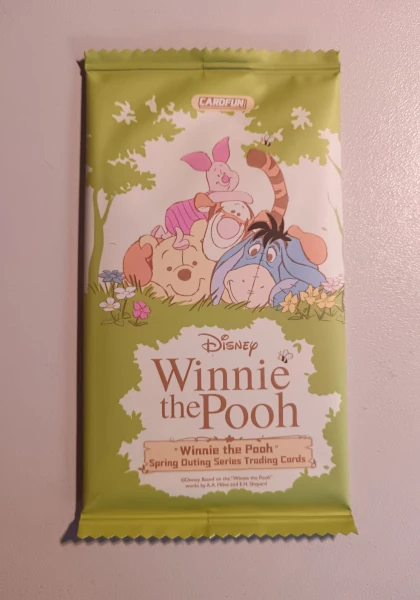 CARDFUN
Disney
Winnie
the Pooh
"Winnie the Pooh"
Spring Outing Series Trading Cards
©Disney. Based on the "Winnie the Pooh"
works by A.A. Milne and E.H. Shepard